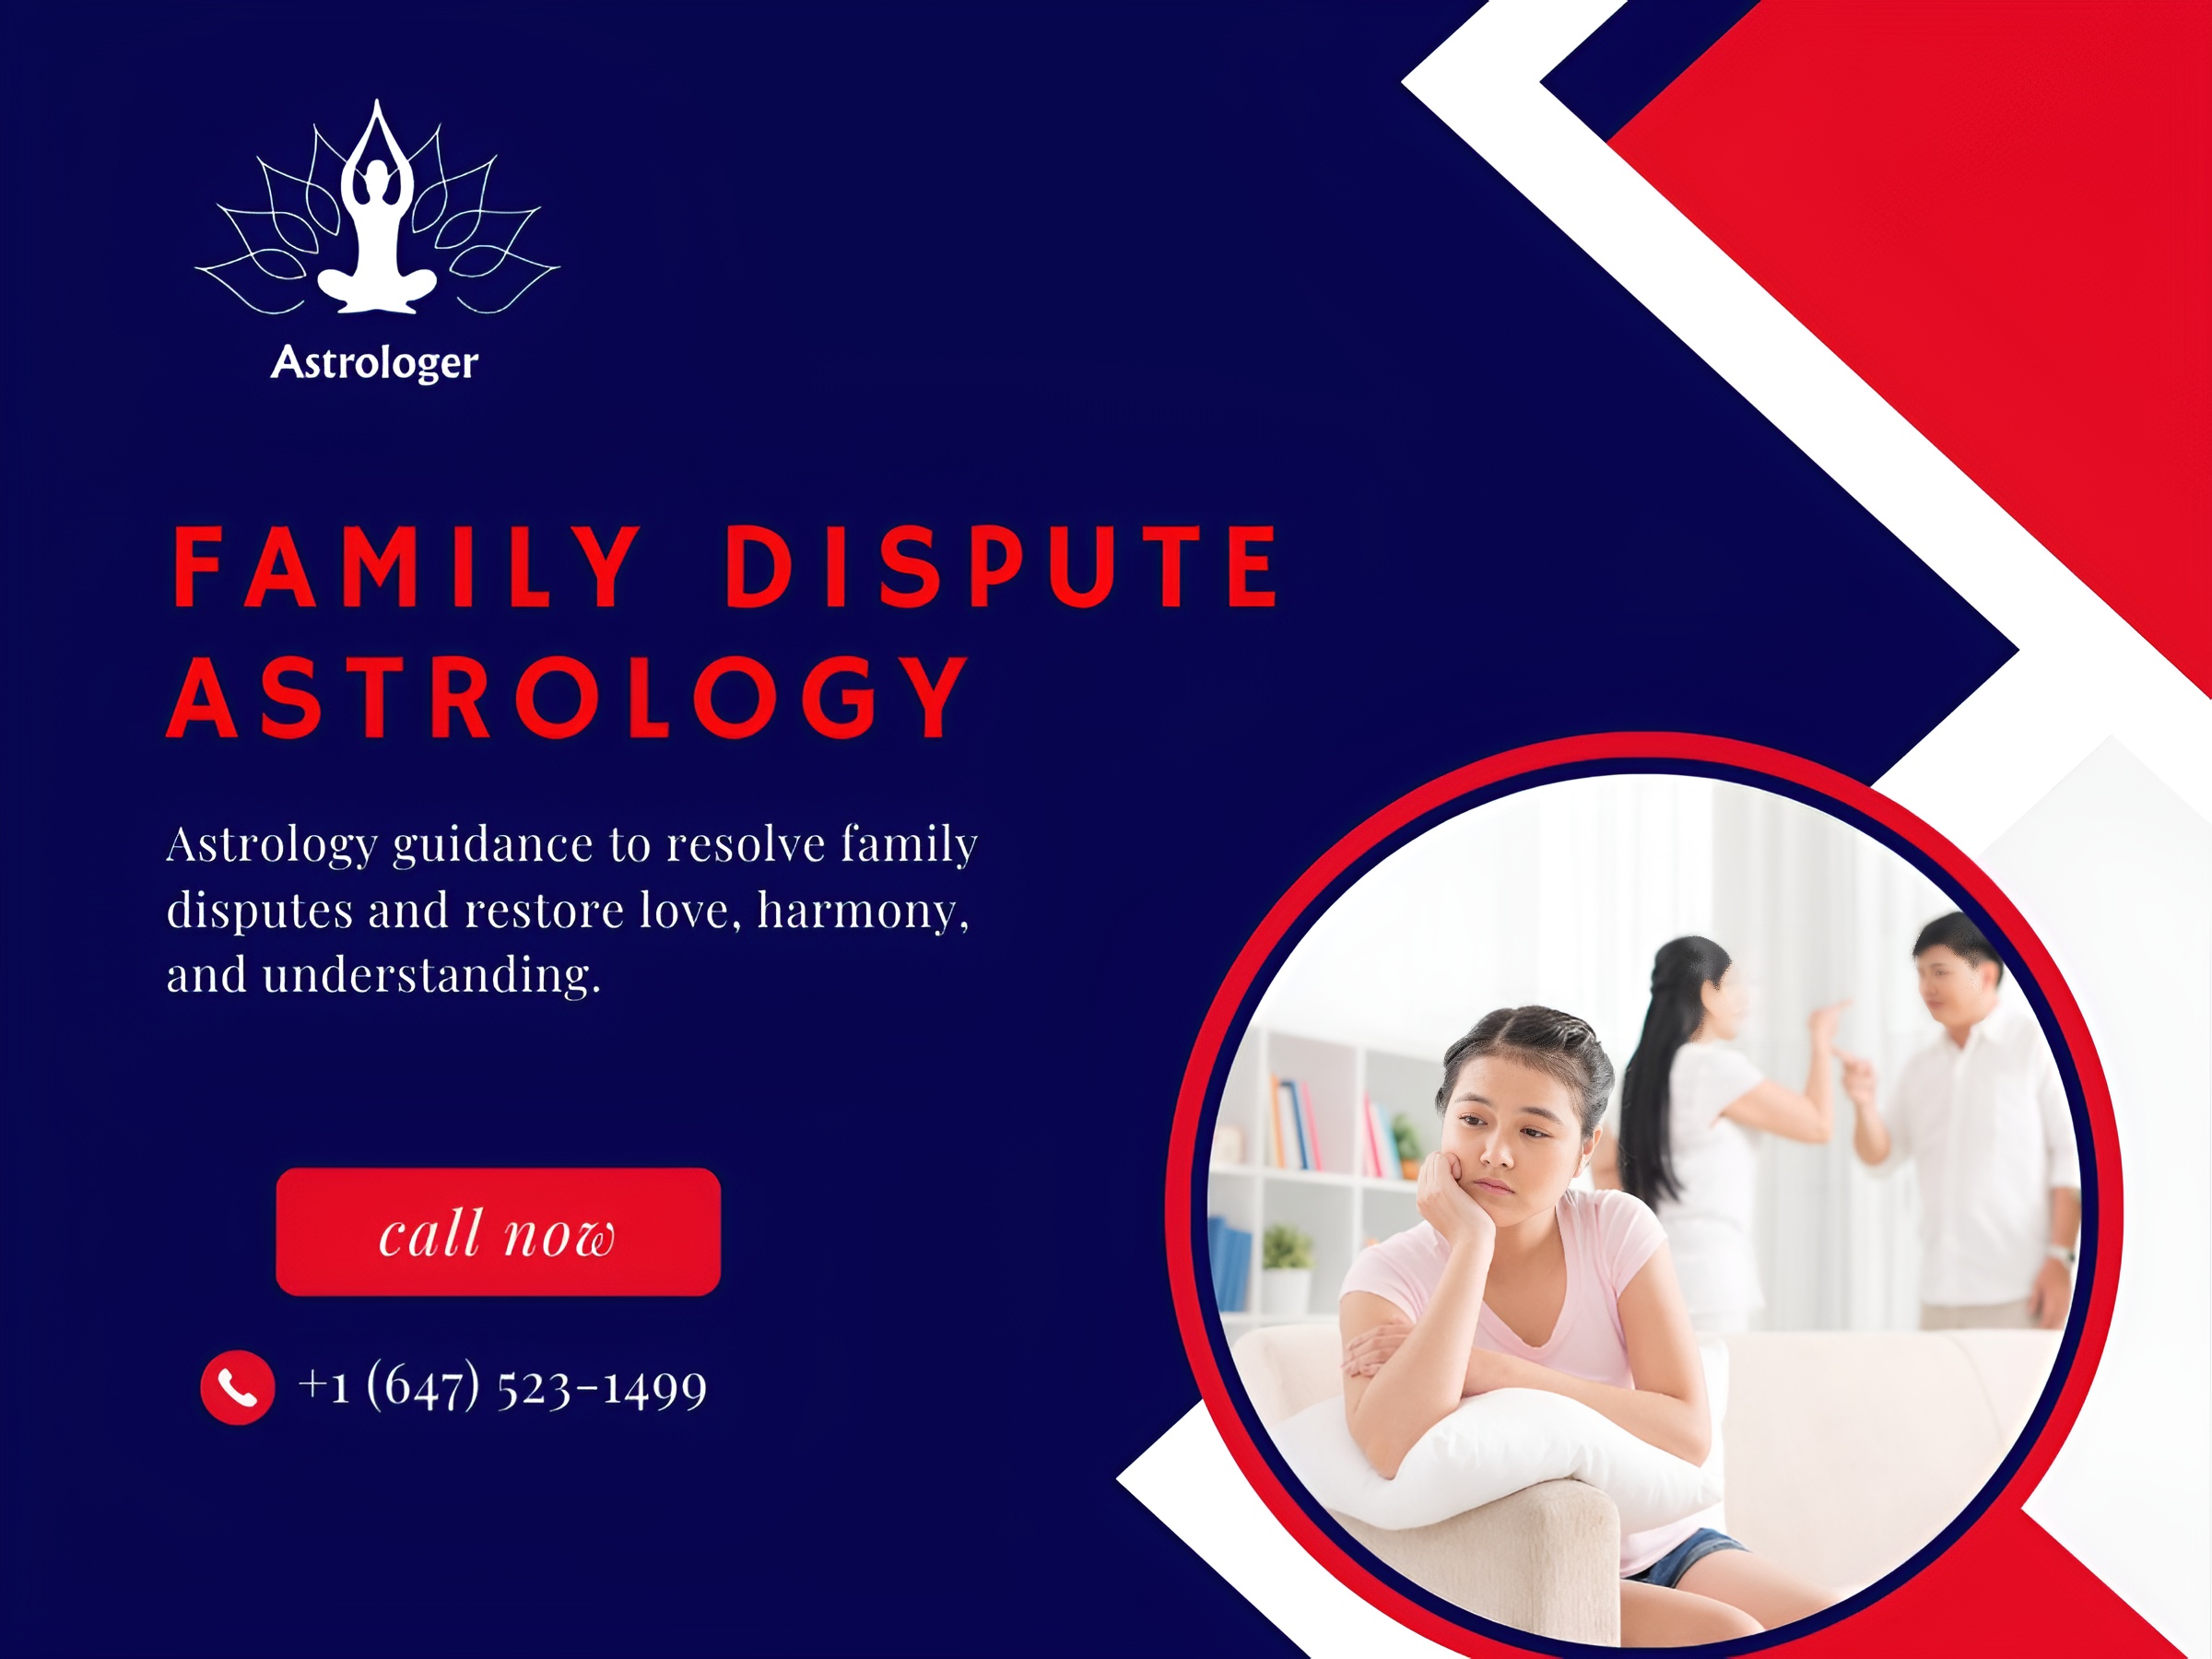 Astrologer
FAMILY DISPUTE
ASTROLOGY
Astrology guidance to resolve family
disputes and restore love, harmony,
and understanding.
call now
+1 (647) 523-1499